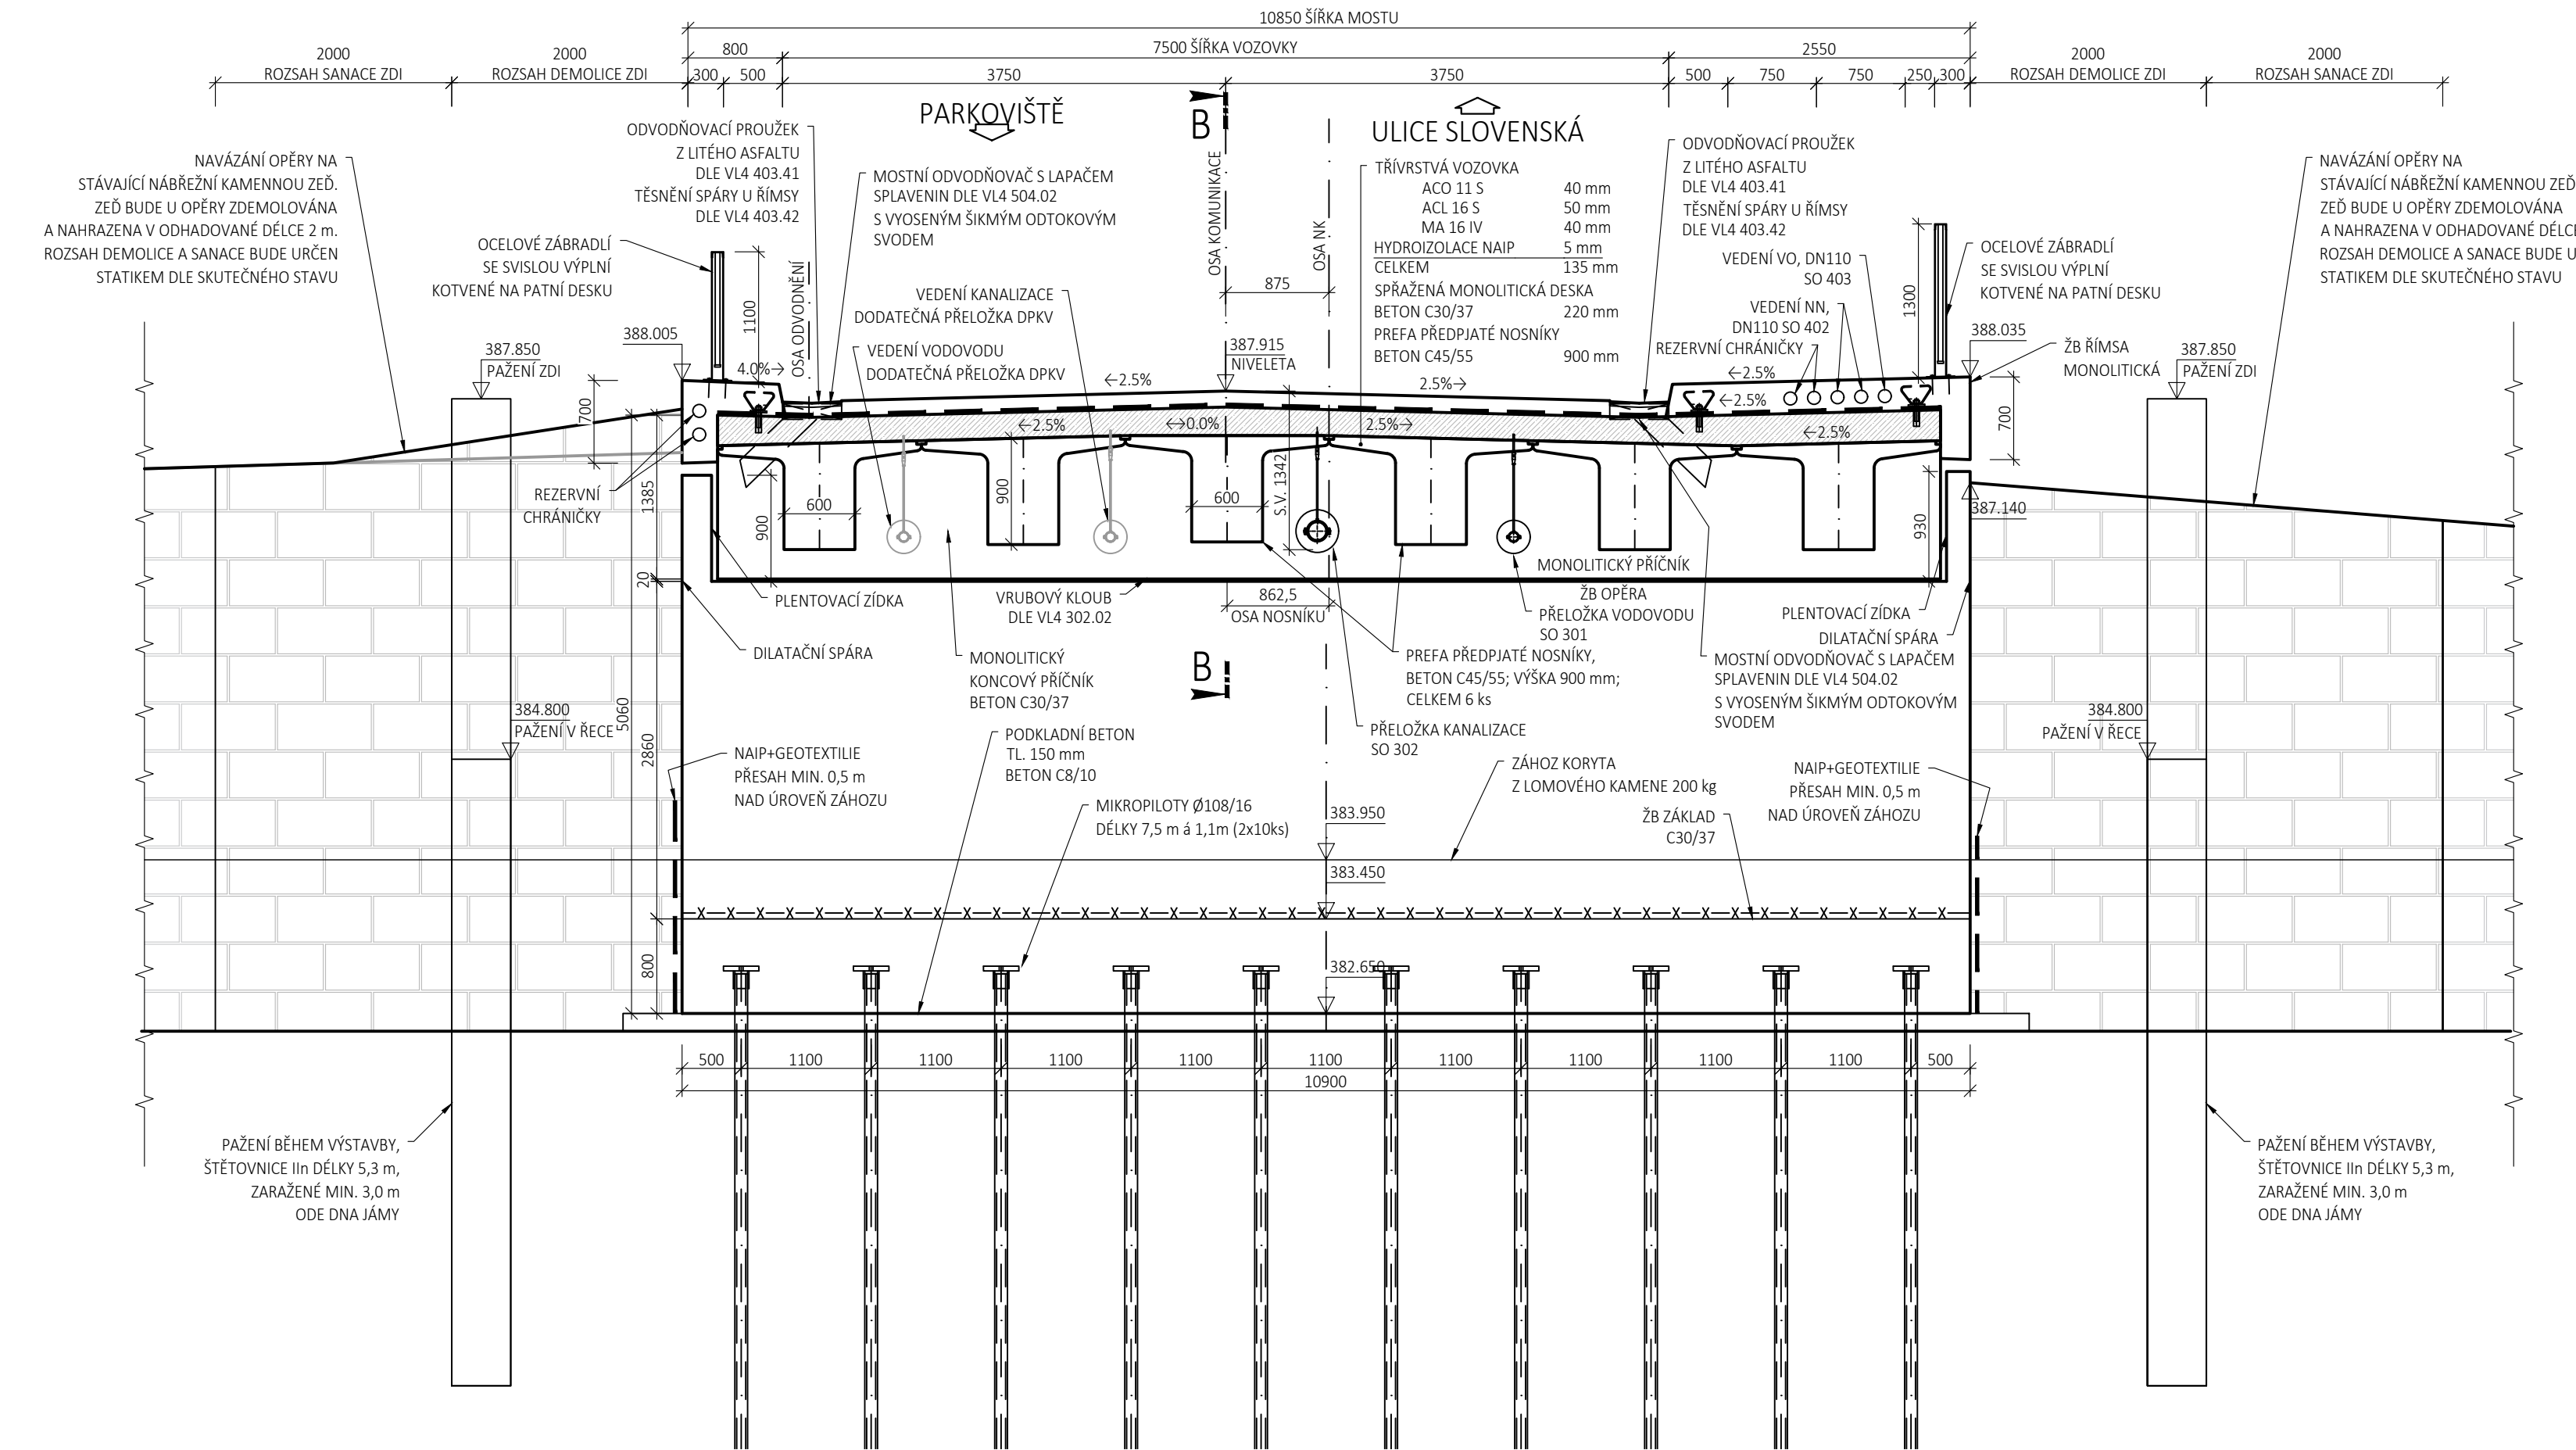 10850 ŠÍŘKA MOSTU
2000
ROZSAH SANACE ZDI
2000
ROZSAH DEMOLICE ZDI
800
7500 ŠÍŘKA VOZOVKY
2550
2000
ROZSAH DEMOLICE ZDI
2000
ROZSAH SANACE ZDI
300
500
3750
3750
500
750
750
250
300
PARKOVIŠTĚ
B
ULICE SLOVENSKÁ
NAVÁZÁNÍ OPĚRY NA
STÁVAJÍCÍ NÁBŘEŽNÍ KAMENNOU ZEĎ.
ZEĎ BUDE U OPĚRY ZDEMOLOVÁNA
A NAHRAZENA V ODHADOVANÉ DÉLCE 2 m.
ROZSAH DEMOLICE A SANACE BUDE URČEN
STATIKEM DLE SKUTEČNÉHO STAVU
ODVODŇOVACÍ PROUŽEK
Z LITÉHO ASFALTU
DLE VL4 403.41
TĚSNĚNÍ SPÁRY U ŘÍMSY
DLE VL4 403.42
MOSTNÍ ODVODŇOVAČ S LAPAČEM
SPLAVENIN DLE VL4 504.02
S VYOSENÝM ŠIKMÝM ODTOKOVÝM
SVODEM
OSA KOMUNIKACE
OSA NK
TŘÍVRSTVÁ VOZOVKA
ACO 11 S 40 mm
ACL 16 S 50 mm
MA 16 IV 40 mm
HYDROIZOLACE NAIP 5 mm
CELKEM 135 mm
SPŘAŽENÁ MONOLITICKÁ DESKA
BETON C30/37 220 mm
PREFA PŘEDPJATÉ NOSNÍKY
BETON C45/55 900 mm
ODVODŇOVACÍ PROUŽEK
Z LITÉHO ASFALTU
DLE VL4 403.41
TĚSNĚNÍ SPÁRY U ŘÍMSY
DLE VL4 403.42
NAVÁZÁNÍ OPĚRY NA
STÁVAJÍCÍ NÁBŘEŽNÍ KAMENNOU ZEĎ
ZEĎ BUDE U OPĚRY ZDEMOLOVÁNA
A NAHRAZENA V ODHADOVANÉ DÉLCE
ROZSAH DEMOLICE A SANACE BUDE U
STATIKEM DLE SKUTEČNÉHO STAVU
OCELOVÉ ZÁBRADLÍ
SE SVISLOU VÝPLNÍ
KOTVENÉ NA PATNÍ DESKU
1100
OSA ODVODNĚNÍ
VEDENÍ KANALIZACE
DODATEČNÁ PŘELOŽKA DPKV
VEDENÍ VODOVODU
DODATEČNÁ PŘELOŽKA DPKV
875
387.915
NIVELETA
VEDENÍ VO, DN110
SO 403
VEDENÍ NN,
DN110 SO 402
REZERVNÍ CHRÁNIČKY
1300
OCELOVÉ ZÁBRADLÍ
SE SVISLOU VÝPLNÍ
KOTVENÉ NA PATNÍ DESKU
388.005
387.850
PAŽENÍ ZDI
388.035
ŽB ŘÍMSA
MONOLITICKÁ
387.850
PAŽENÍ ZDI
4.0%→
←2.5%
2.5%→
←2.5%
←2.5%
←2.5%
↔0.0%
2.5%→
←2.5%
700
700
1385
REZERVNÍ
CHRÁNIČKY
900
600
900
600
S.V. 1342
930
387.140
20
PLENTOVACÍ ZÍDKA
VRUBOVÝ KLOUB
DLE VL4 302.02
862,5
OSA NOSNÍKU
MONOLITICKÝ PŘÍČNÍK
ŽB OPĚRA
PŘELOŽKA VODOVODU
SO 301
PLENTOVACÍ ZÍDKA
DILATAČNÍ SPÁRA
DILATAČNÍ SPÁRA
MONOLITICKÝ
KONCOVÝ PŘÍČNÍK
BETON C30/37
B
PREFA PŘEDPJATÉ NOSNÍKY,
BETON C45/55; VÝŠKA 900 mm;
CELKEM 6 ks
MOSTNÍ ODVODŇOVAČ S LAPAČEM
SPLAVENIN DLE VL4 504.02
S VYOSENÝM ŠIKMÝM ODTOKOVÝM
SVODEM
384.800
PAŽENÍ V ŘECE
5060
2860
384.800
PAŽENÍ V ŘECE
PŘELOŽKA KANALIZACE
SO 302
PODKLADNÍ BETON
TL. 150 mm
BETON C8/10
NAIP+GEOTEXTILIE
PŘESAH MIN. 0,5 m
NAD ÚROVEŇ ZÁHOZU
MIKROPILOTY Ø108/16
DÉLKY 7,5 m á 1,1m (2x10ks)
ZÁHOZ KORYTA
Z LOMOVÉHO KAMENE 200 kg
ŽB ZÁKLAD
C30/37
NAIP+GEOTEXTILIE
PŘESAH MIN. 0,5 m
NAD ÚROVEŇ ZÁHOZU
383.950
383.450
800
382.650
500
1100
1100
1100
1100
1100
1100
1100
1100
1100
500
10900
PAŽENÍ BĚHEM VÝSTAVBY,
ŠTĚTOVNICE IIn DÉLKY 5,3 m,
ZARAŽENÉ MIN. 3,0 m
ODE DNA JÁMY
PAŽENÍ BĚHEM VÝSTAVBY,
ŠTĚTOVNICE IIn DÉLKY 5,3 m,
ZARAŽENÉ MIN. 3,0 m
ODE DNA JÁMY